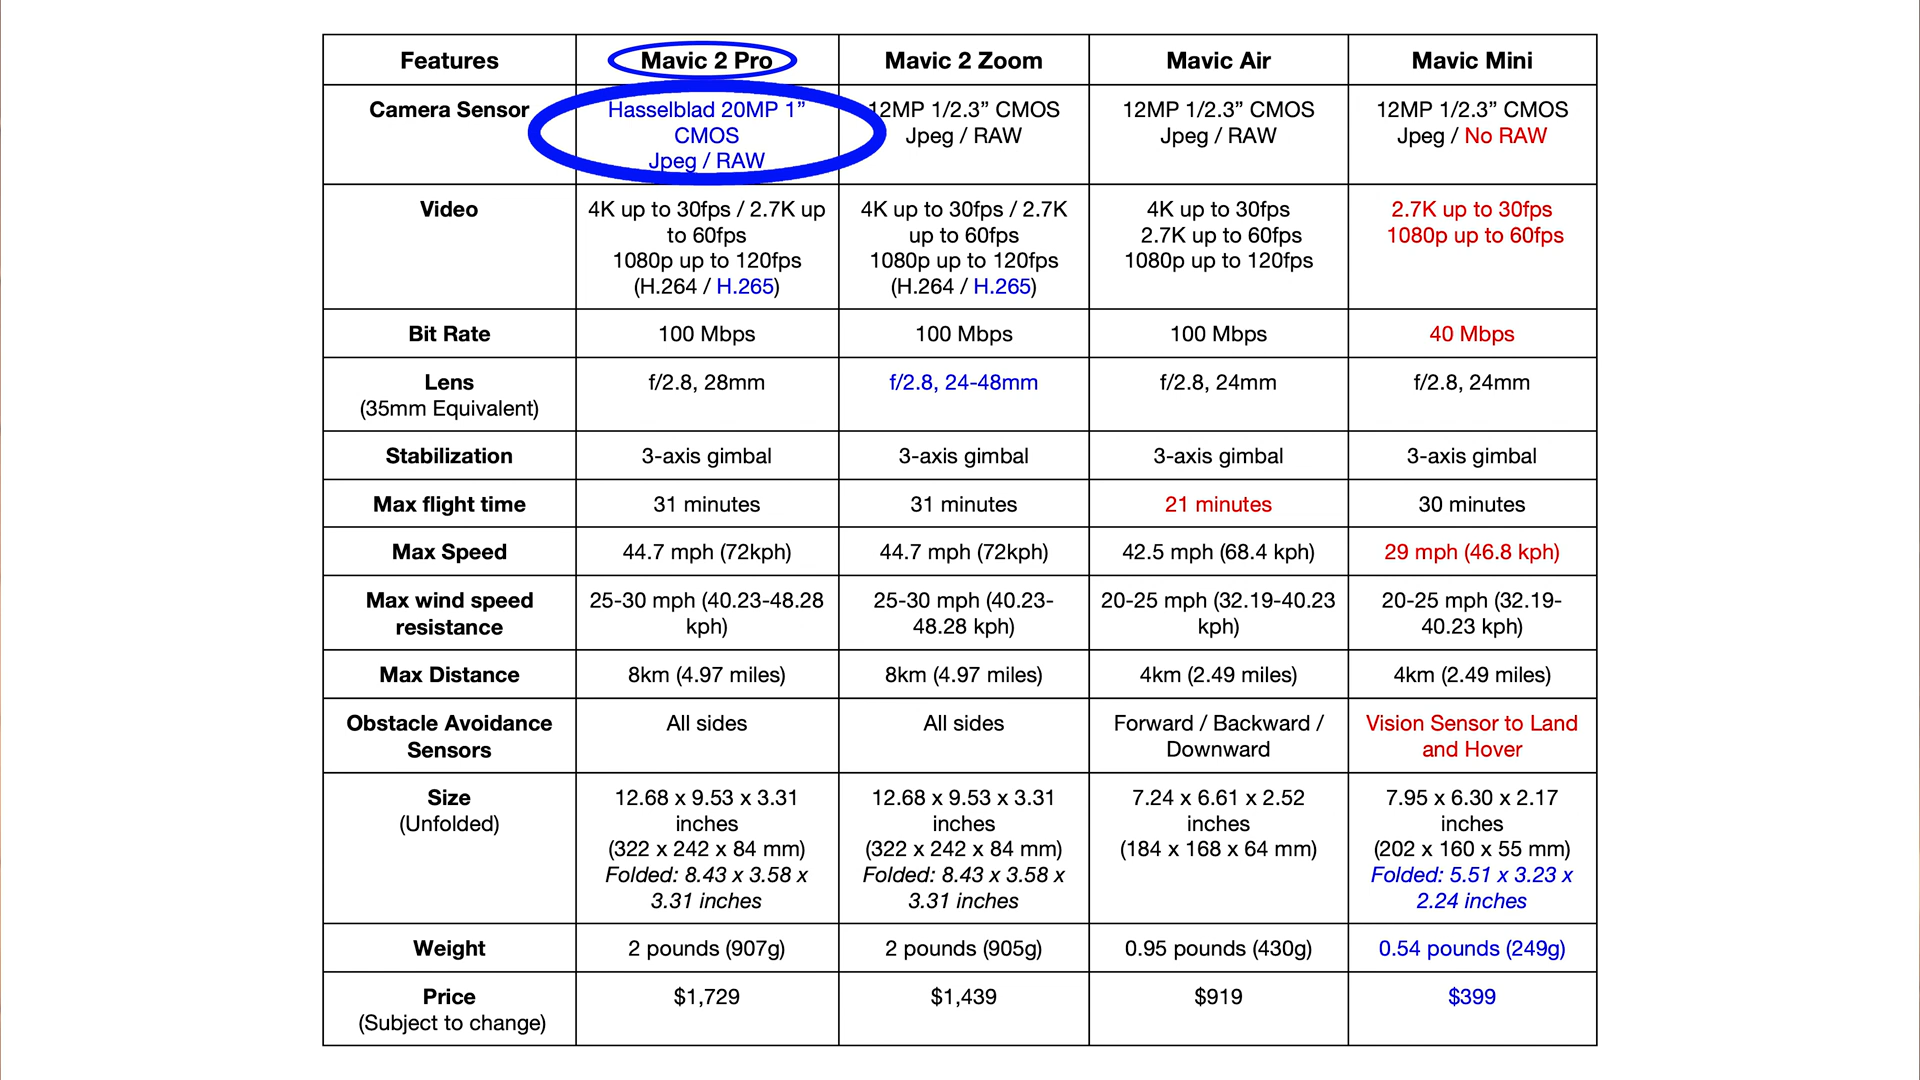 Features
Mavic 2 Pro
Mavic 2 Zoom
Mavic Air
Mavic Mini
Camera Sensor
Hasselblad 20MP 1”
CMOS
Jpeg / RAW
12MP 1/2.3” CMOS
Jpeg / RAW
12MP 1/2.3” CMOS
Jpeg / RAW
12MP 1/2.3” CMOS
Jpeg / No RAW
Video
4K up to 30fps / 2.7K up
to 60fps
1080p up to 120fps
(H.264 / H.265)
4K up to 30fps / 2.7K
up to 60fps
1080p up to 120fps
(H.264 / H.265)
4K up to 30fps
2.7K up to 60fps
1080p up to 120fps
2.7K up to 30fps
1080p up to 60fps
Bit Rate
100 Mbps
100 Mbps
100 Mbps
40 Mbps
Lens
(35mm Equivalent)
f/2.8, 28mm
f/2.8, 24-48mm
f/2.8, 24mm
f/2.8, 24mm
Stabilization
3-axis gimbal
3-axis gimbal
3-axis gimbal
3-axis gimbal
Max flight time
31 minutes
31 minutes
21 minutes
30 minutes
Max Speed
44.7 mph (72kph)
44.7 mph (72kph)
42.5 mph (68.4 kph)
29 mph (46.8 kph)
Max wind speed
resistance
25-30 mph (40.23-48.28
kph)
25-30 mph (40.23-
48.28 kph)
20-25 mph (32.19-40.23
kph)
20-25 mph (32.19-
40.23 kph)
Max Distance
8km (4.97 miles)
8km (4.97 miles)
4km (2.49 miles)
4km (2.49 miles)
Obstacle Avoidance
Sensors
All sides
All sides
Forward / Backward /
Downward
Vision Sensor to Land
and Hover
Size
(Unfolded)
12.68 x 9.53 x 3.31
inches
(322 x 242 x 84 mm)
Folded: 8.43 x 3.58 x
3.31 inches
12.68 x 9.53 x 3.31
inches
(322 x 242 x 84 mm)
Folded: 8.43 x 3.58 x
3.31 inches
7.24 x 6.61 x 2.52
inches
(184 x 168 x 64 mm)
7.95 x 6.30 x 2.17
inches
(202 x 160 x 55 mm)
Folded: 5.51 x 3.23 x
2.24 inches
Weight
2 pounds (907g)
2 pounds (905g)
0.95 pounds (430g)
0.54 pounds (249g)
Price
(Subject to change)
$1,729
$1,439
$919
$399